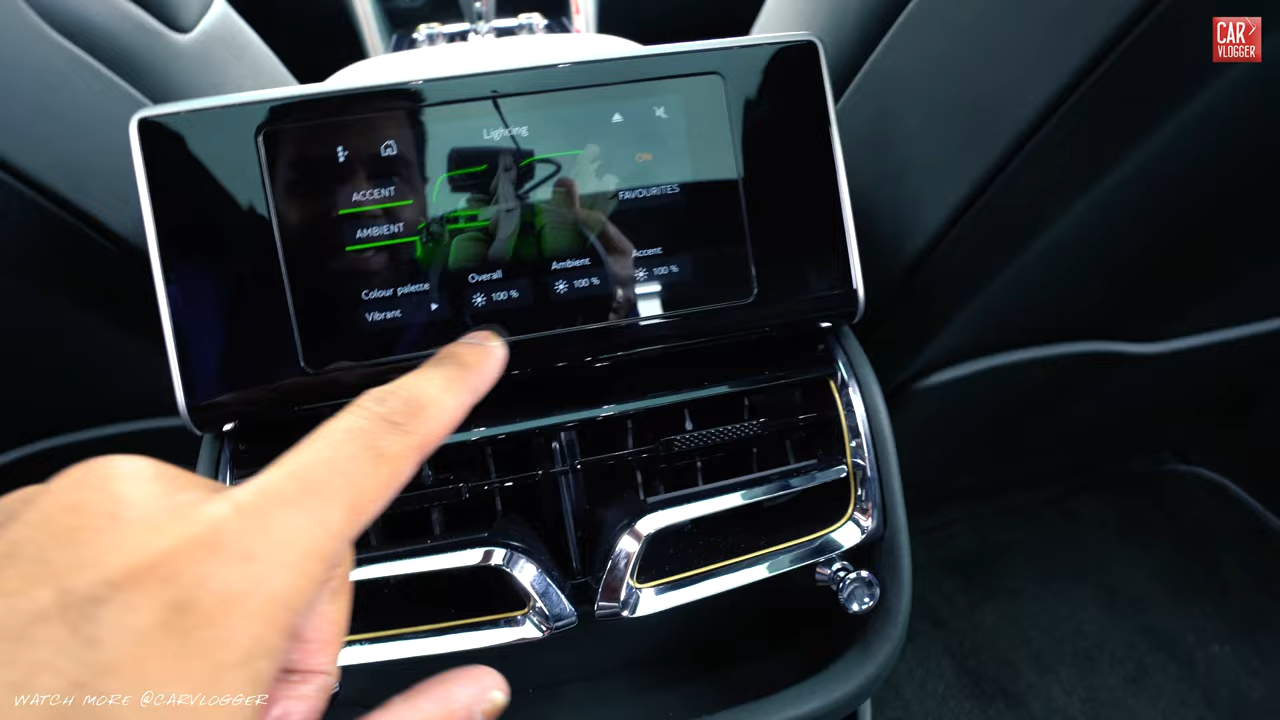 CAR
VLOGGER
Lighting
ON
ACCENT
FAVOURITES
AMBIENT
Colour palette
Vibrant
Overall
100 %
Ambient
100 %
Accent
100 %
WATCH MORE @CARVLOGGER